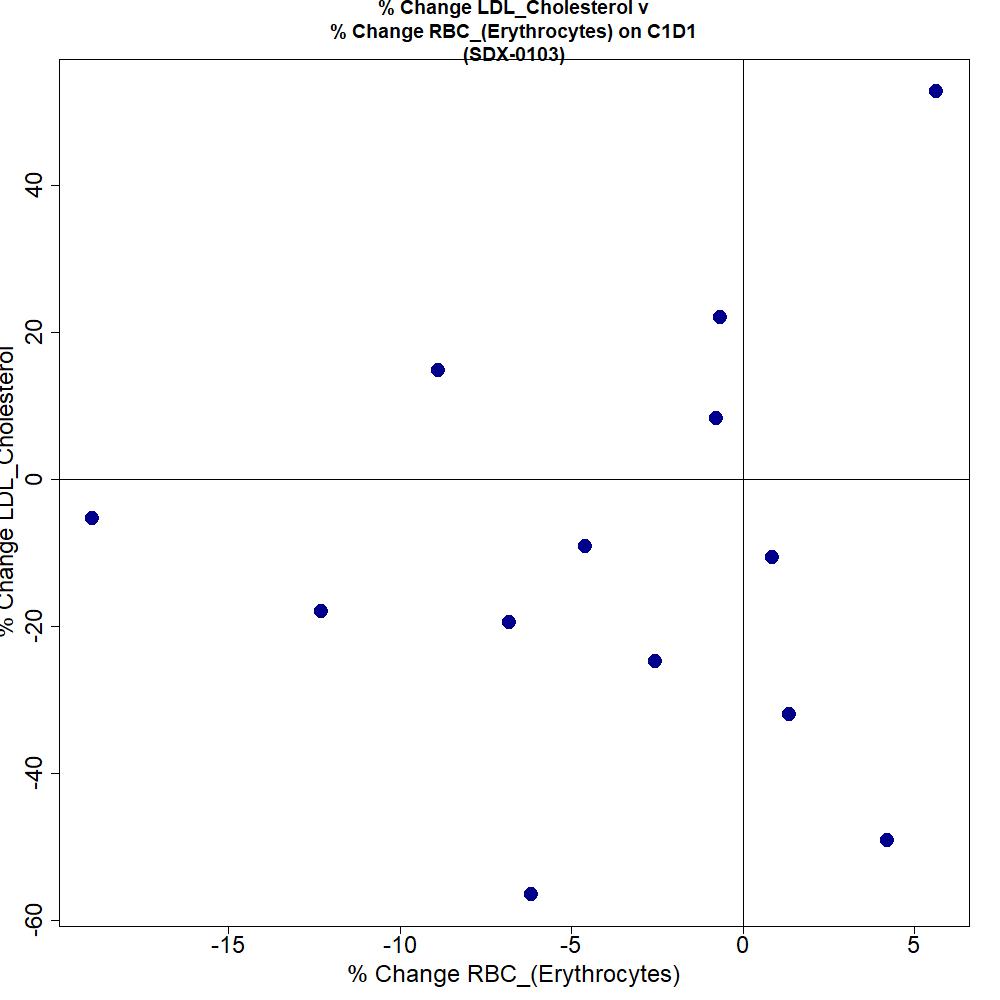 % Change LDL_Cholesterol v
% Change RBC_(Erythrocytes) on C1D1
(SDX-0103)
% Change LDL_Cholesterol
40
20
0
-20
-40
-60
-15
-10
-5
0
5
% Change RBC_(Erythrocytes)